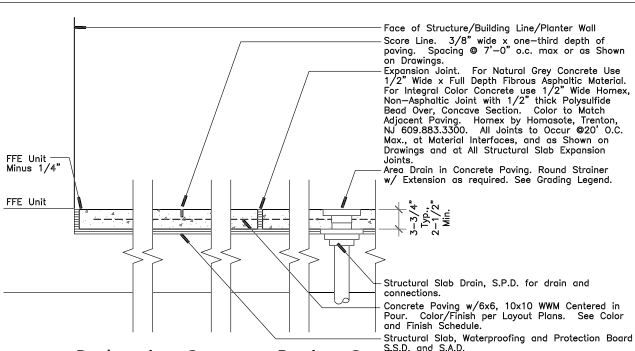 Face of Structure/Building Line/Planter Wall
Score Line. 3/8" wide x one-third depth of
paving. Spacing @ 7'-0" o.c. max or as Shown
on Drawings.
Expansion Joint. For Natural Grey Concrete Use
1/2" Wide x Full Depth Fibrous Asphaltic Material.
For Integral Color Concrete use 1/2" Wide Homex,
Non-Asphaltic Joint with 1/2" thick Polysulfide
Bead Over, Concave Section. Color to Match
Adjacent Paving. Homex by Homasote, Trenton,
NJ 609.883.3300. All Joints to Occur @20' O.C.
Max., at Material Interfaces, and as Shown on
Drawings and at All Structural Slab Expansion
Joints.
Area Drain in Concrete Paving. Round Strainer
w/ Extension as required. See Grading Legend.
FFE Unit
Minus 1/4"
FFE Unit
3-3/4"
Typ.,
2-1/2"
Min.
Structural Slab Drain, S.P.D. for drain and
connections.
Concrete Paving w/6x6, 10x10 WWM Centered in
Pour. Color/Finish per Layout Plans. See Color
and Finish Schedule.
Structural Slab, Waterproofing and Protection Board
S.S.D. and S.A.D.